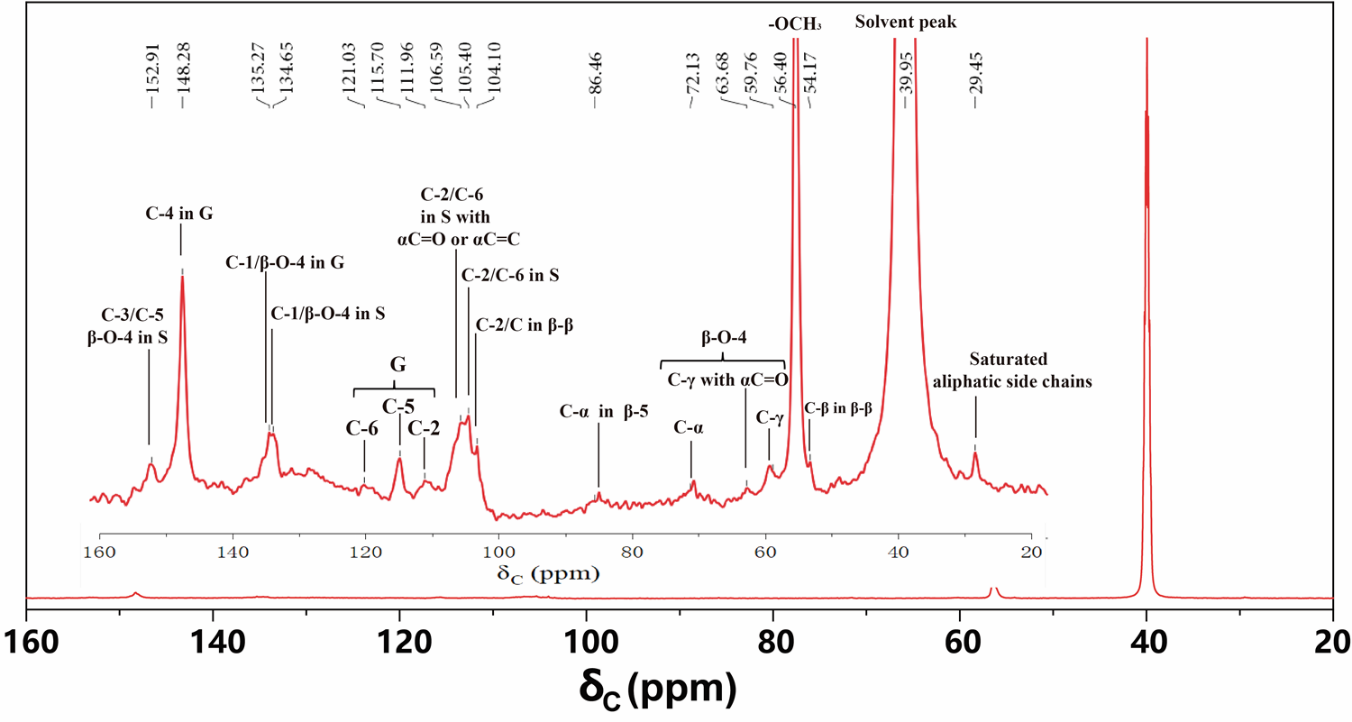 -OCH₃
Solvent peak
152.91
148.28
135.27
134.65
121.03
115.70
111.96
106.59
105.40
104.10
86.46
72.13
63.68
59.76
56.40
54.17
39.95
29.45
C-4 in G
C-2/C-6
in S with
αC=O or αC=C
C-1/β-O-4 in G
C-2/C-6 in S
C-3/C-5
β-O-4 in S
C-1/β-O-4 in S
C-2/C in β-β
G
C-6
C-5
C-2
β-O-4
C-γ with αC=O
C-α in β-5
C-α
C-γ
C-β in β-β
Saturated
aliphatic side chains
160 140 120 100 80 60 40 20
δC (ppm)
160 140 120 100 80 60 40 20
δC (ppm)